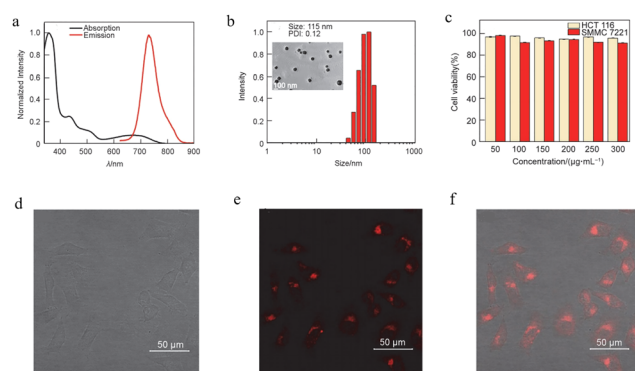 a
Absorption
Emission
Normalized Intensity
1.0
0.8
0.6
0.4
0.2
0.0
400
500
600
700
800
900
λ/nm
b
Size: 115 nm
PDI: 0.12
100 nm
Intensity
1.0
0.8
0.6
0.4
0.2
0.0
1
10
100
1000
Size/nm
c
HCT 116
SMMC 7221
Cell viability(%)
100
80
60
40
20
0
50
100
150
200
250
300
Concentration/(μg·mL⁻¹)
d
50 μm
e
50 μm
f
50 μm